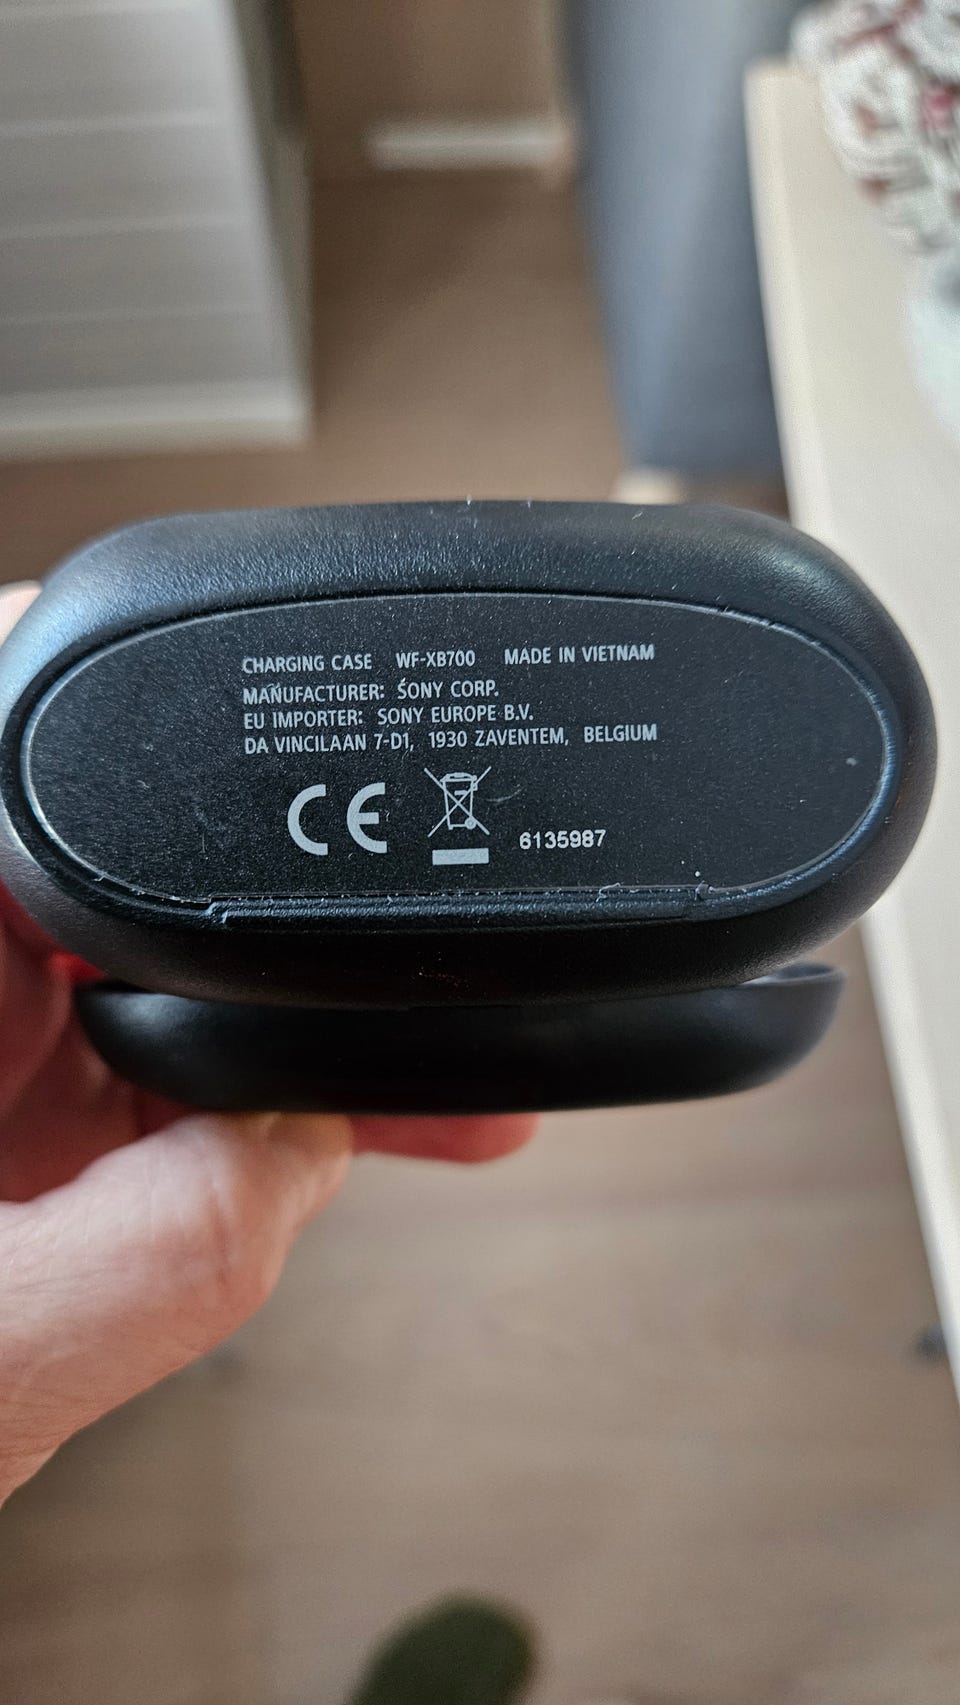 CHARGING CASE WF-XB700 MADE IN VIETNAM
MANUFACTURER: SONY CORP.
EU IMPORTER: SONY EUROPE B.V.
DA VINCILAAN 7-D1, 1930 ZAVENTEM, BELGIUM
CE
6135987